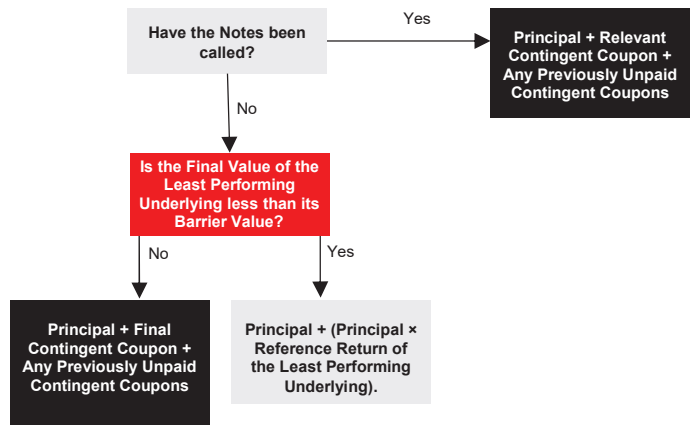 Have the Notes been
called?
Yes
Principal + Relevant
Contingent Coupon +
Any Previously Unpaid
Contingent Coupons
No
Is the Final Value of the
Least Performing
Underlying less than its
Barrier Value?
No
Yes
Principal + Final
Contingent Coupon +
Any Previously Unpaid
Contingent Coupons
Principal + (Principal ×
Reference Return of
the Least Performing
Underlying).